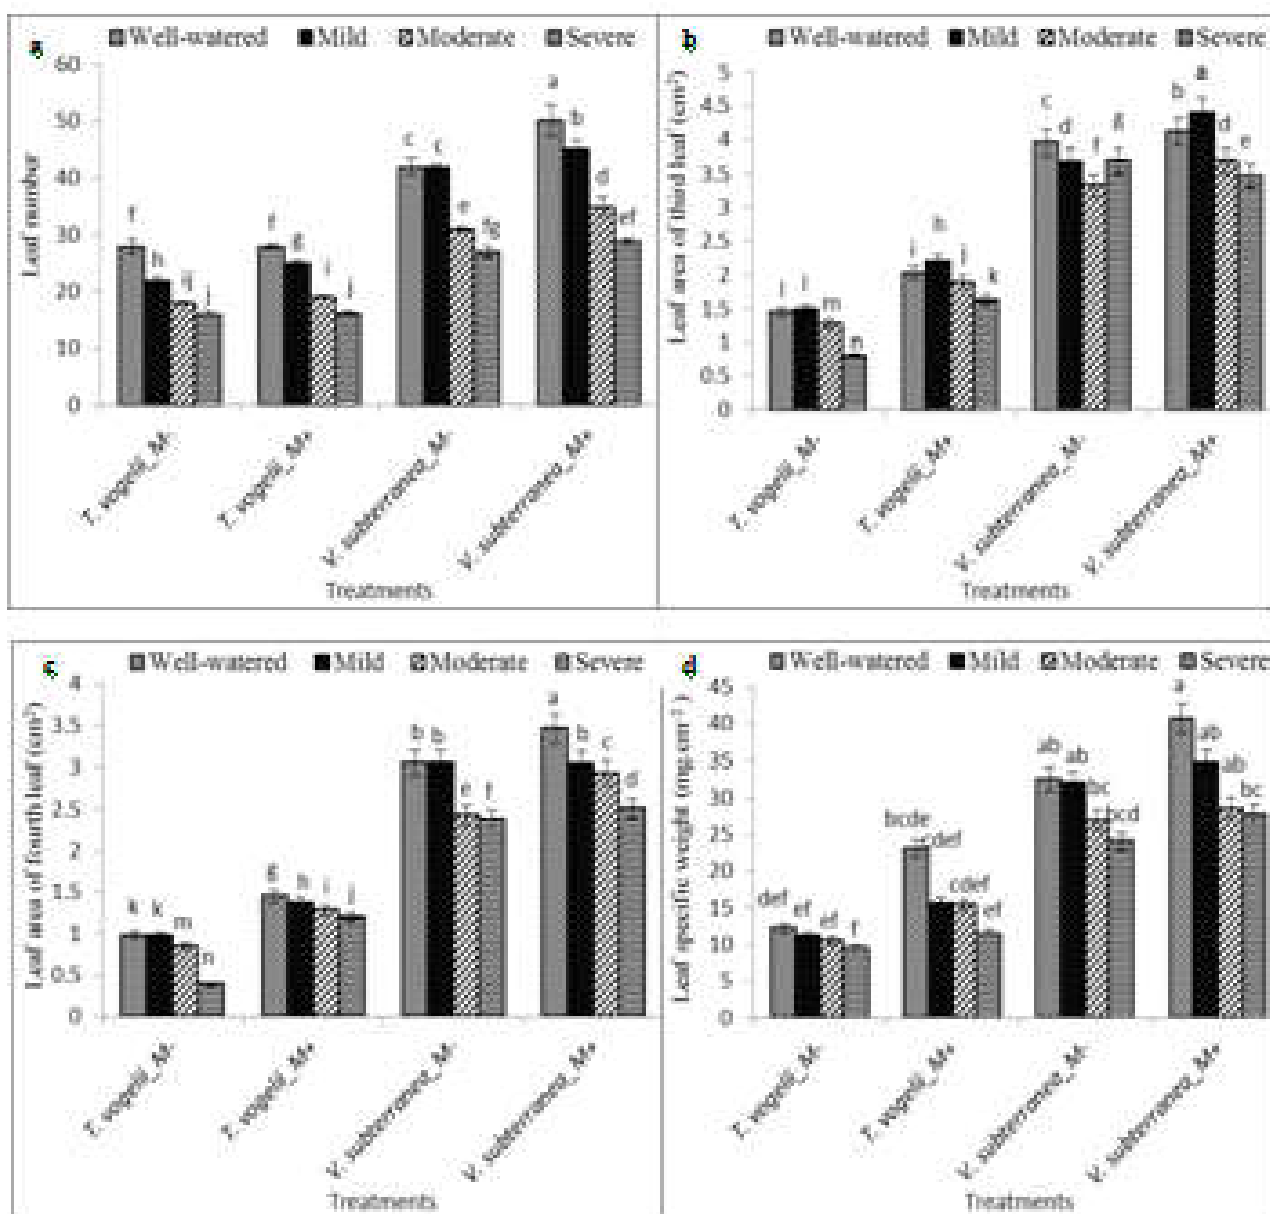 a
Well-watered Mild Moderate Severe
Leaf number
60
50
40
30
20
10
0
f h ij j
f g i j
c c e fg
a b d ef
T. vogelii_M-
T. vogelii_M+
V. subterranea_M-
V. subterranea_M+
Treatments
b
Well-watered Mild Moderate Severe
Leaf area of third leaf (cm²)
5
4.5
4
3.5
3
2.5
2
1.5
1
0.5
0
l l m n
i h j k
c d f g
b a d e
T. vogelii_M-
T. vogelii_M+
V. subterranea_M-
V. subterranea_M+
Treatments
c
Well-watered Mild Moderate Severe
Leaf area of fourth leaf (cm²)
4
3.5
3
2.5
2
1.5
1
0.5
0
k k m n
g h i j
b b e f
a b c d
T. vogelii_M-
T. vogelii_M+
V. subterranea_M-
V. subterranea_M+
Treatments
d
Well-watered Mild Moderate Severe
Leaf specific weight (mg.cm⁻²)
45
40
35
30
25
20
15
10
5
0
def ef ef f
bcde cdef cdef ef
ab ab bc bcd
a ab ab bc
T. vogelii_M-
T. vogelii_M+
V. subterranea_M-
V. subterranea_M+
Treatments